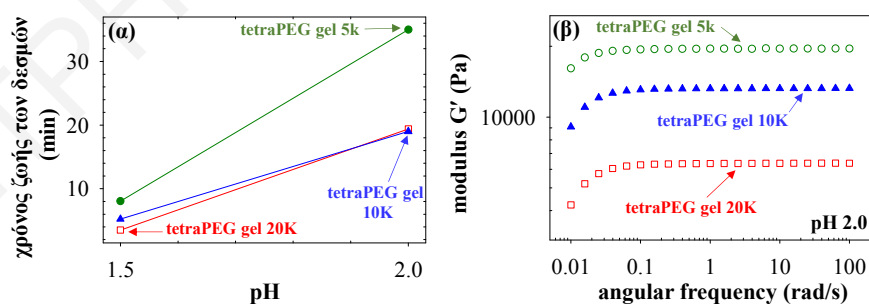 (α)
tetraPEG gel 5k
χρόνος ζωής των δεσμών
(min)
30
20
10
tetraPEG gel
10K
tetraPEG gel 20K
1.5
2.0
pH
(β)
tetraPEG gel 5k
modulus G′ (Pa)
10000
tetraPEG gel 10K
tetraPEG gel 20K
pH 2.0
0.01 0.1 1 10 100
angular frequency (rad/s)